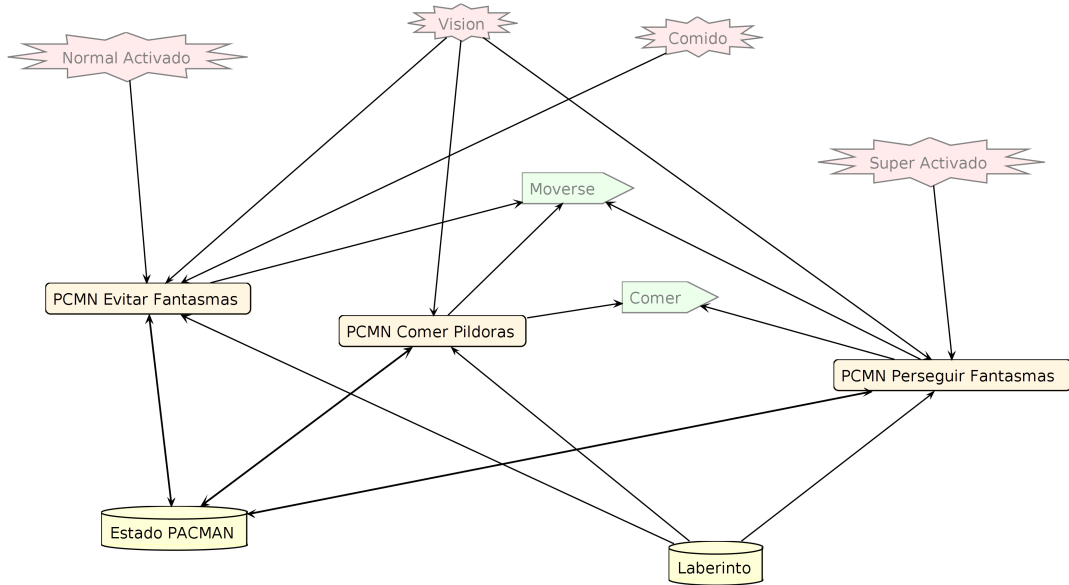 Vision
Comido
Normal Activado
Super Activado
Moverse
PCMN Evitar Fantasmas
Comer
PCMN Comer Pildoras
PCMN Perseguir Fantasmas
Estado PACMAN
Laberinto